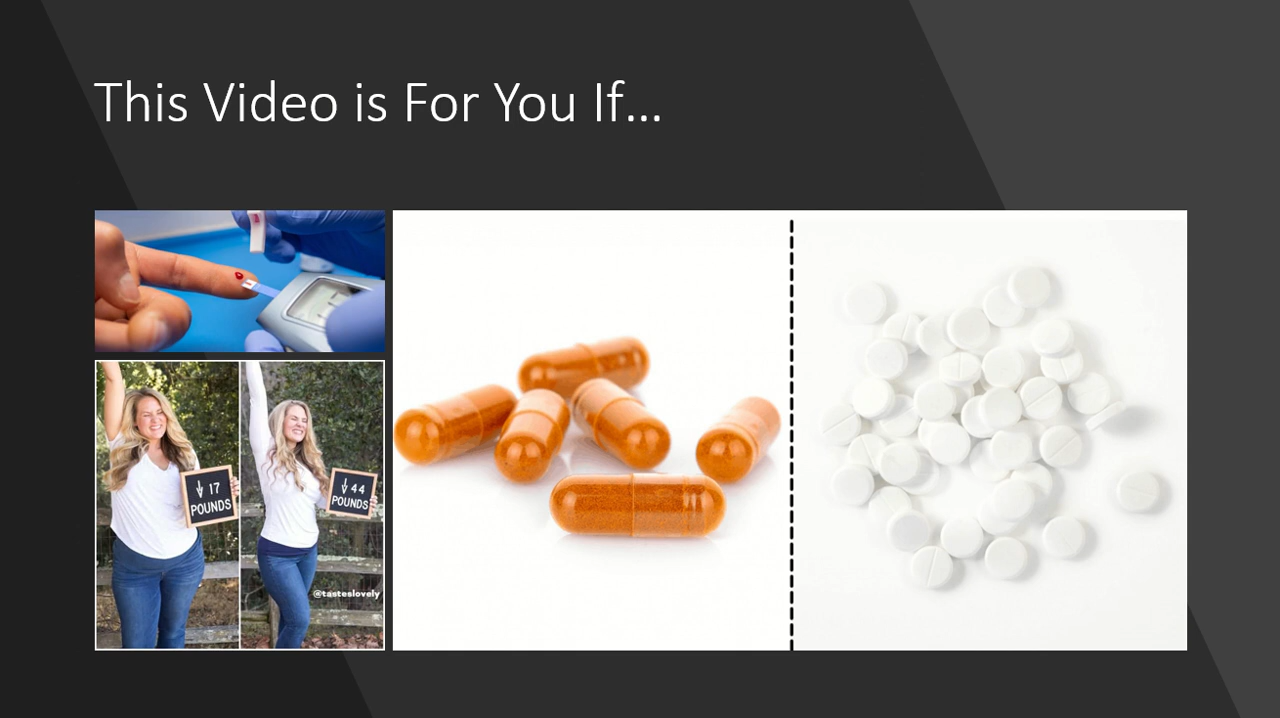 This Video is For You If...
↓ 17
POUNDS
↓ 44
POUNDS
@tasteslovely